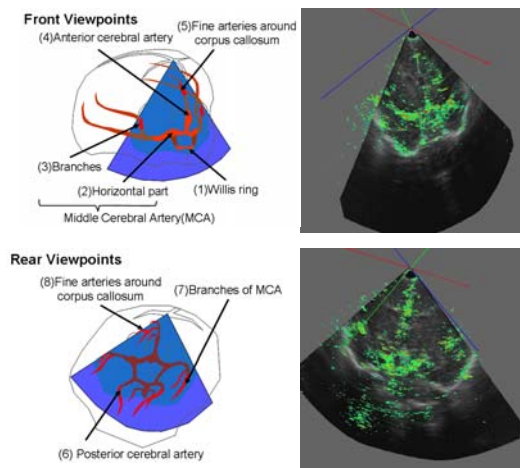 Front Viewpoints
(5)Fine arteries around
corpus callosum
(4)Anterior cerebral artery
(3)Branches
(2)Horizontal part
(1)Willis ring
Middle Cerebral Artery(MCA)
Rear Viewpoints
(8)Fine arteries around
corpus callosum
(7)Branches of MCA
(6) Posterior cerebral artery